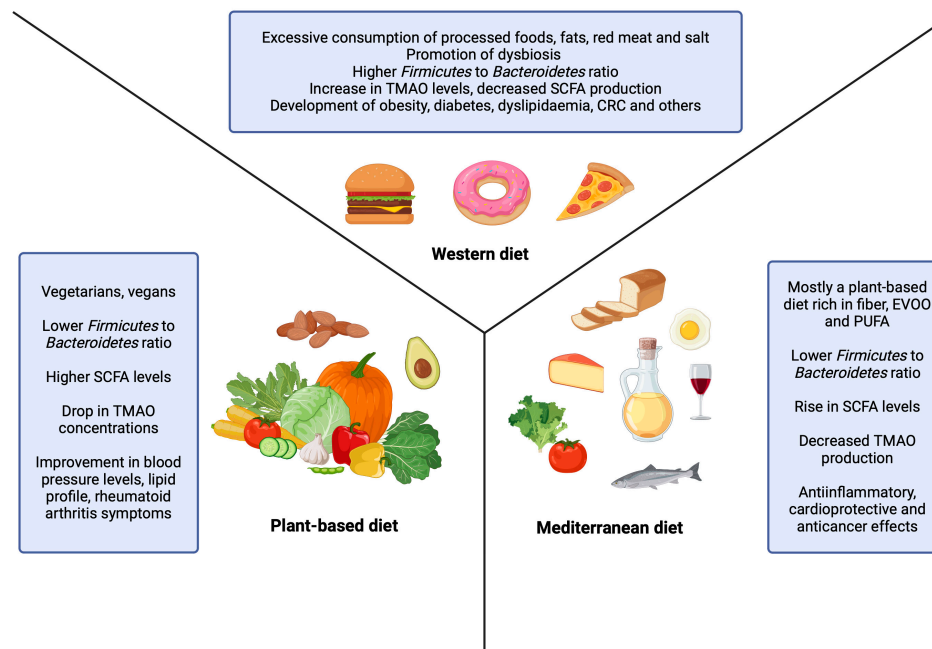 Excessive consumption of processed foods, fats, red meat and salt
Promotion of dysbiosis
Higher Firmicutes to Bacteroidetes ratio
Increase in TMAO levels, decreased SCFA production
Development of obesity, diabetes, dyslipidaemia, CRC and others
Western diet
Vegetarians, vegans
Lower Firmicutes to
Bacteroidetes ratio
Higher SCFA levels
Drop in TMAO
concentrations
Improvement in blood
pressure levels, lipid
profile, rheumatoid
arthritis symptoms
Plant-based diet
Mediterranean diet
Mostly a plant-based
diet rich in fiber, EVOO
and PUFA
Lower Firmicutes to
Bacteroidetes ratio
Rise in SCFA levels
Decreased TMAO
production
Antiinflammatory,
cardioprotective and
anticancer effects